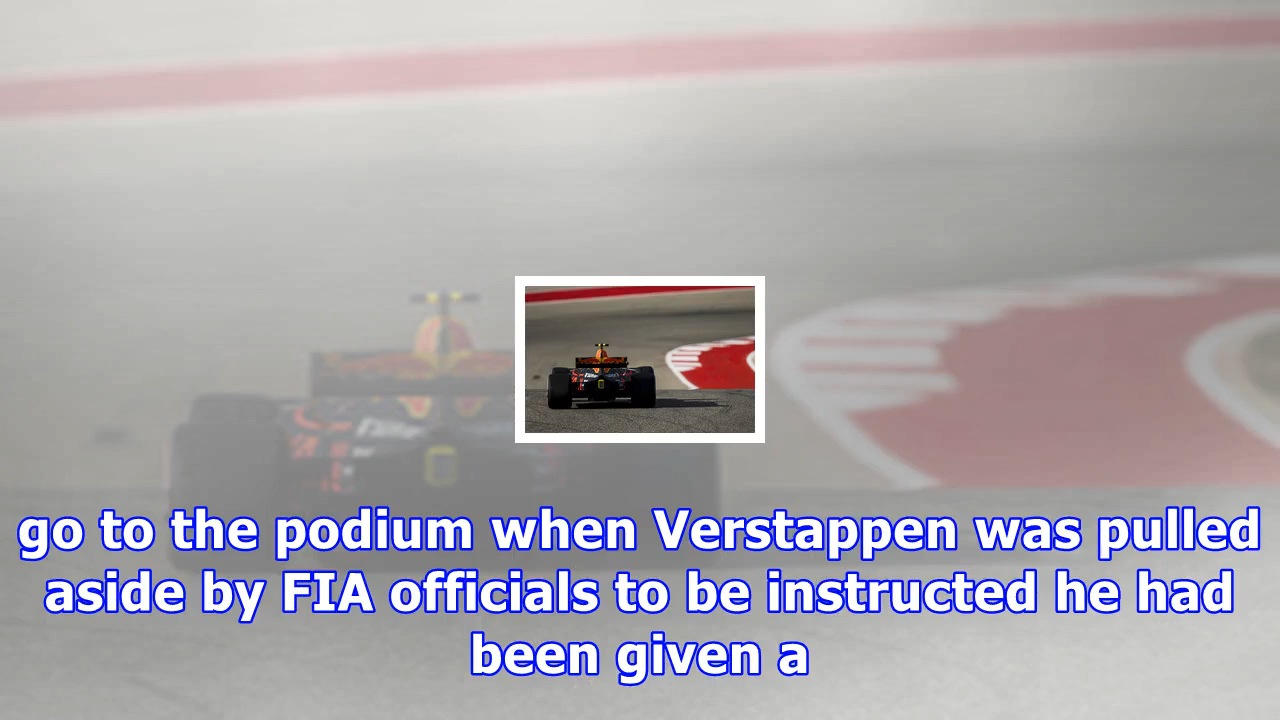 go to the podium when Verstappen was pulled
aside by FIA officials to be instructed he had
been given a